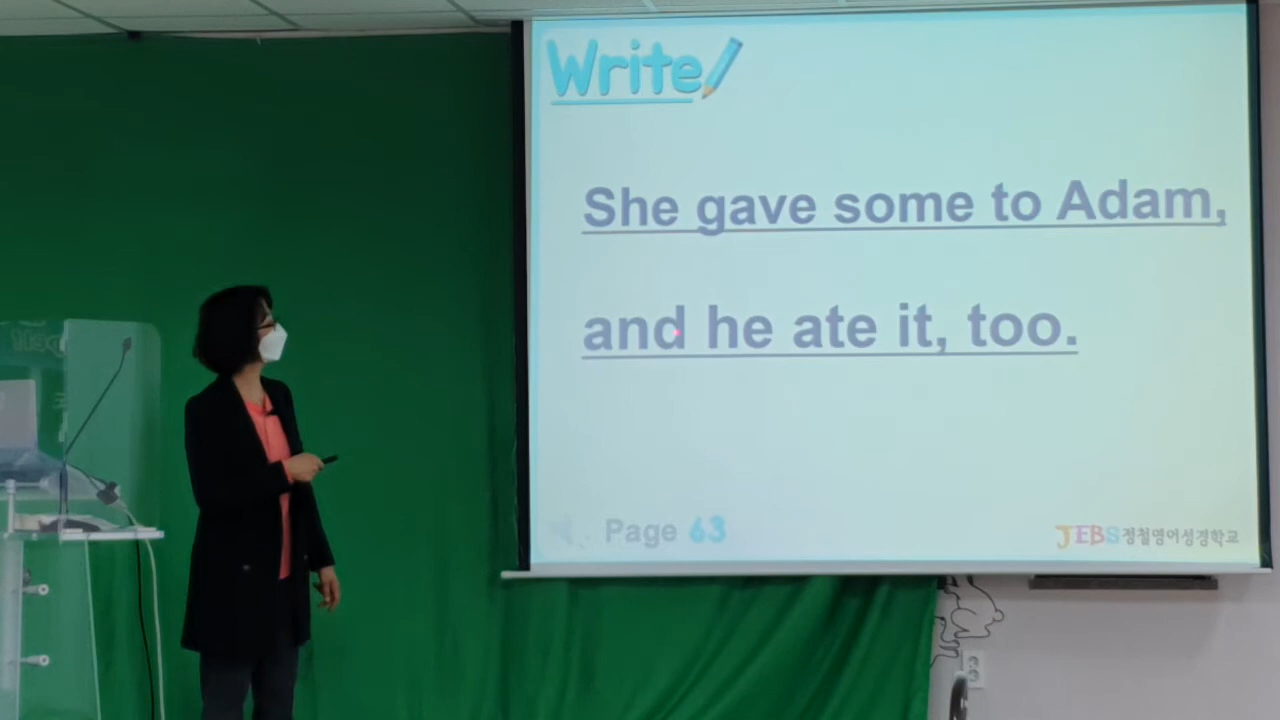 Write
She gave some to Adam,
and he ate it, too.
Page 63
JEBS정철영어성경학교